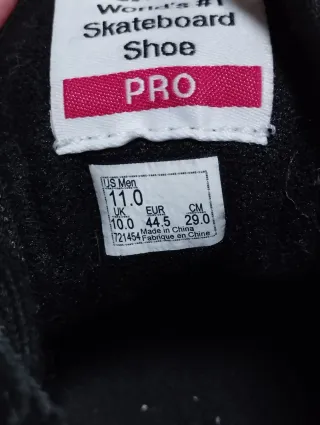 World's #1
Skateboard
Shoe
PRO
US Men
11.0
UK EUR CM
10.0 44.5 29.0
721454 Made in China
Fabriqué en Chine